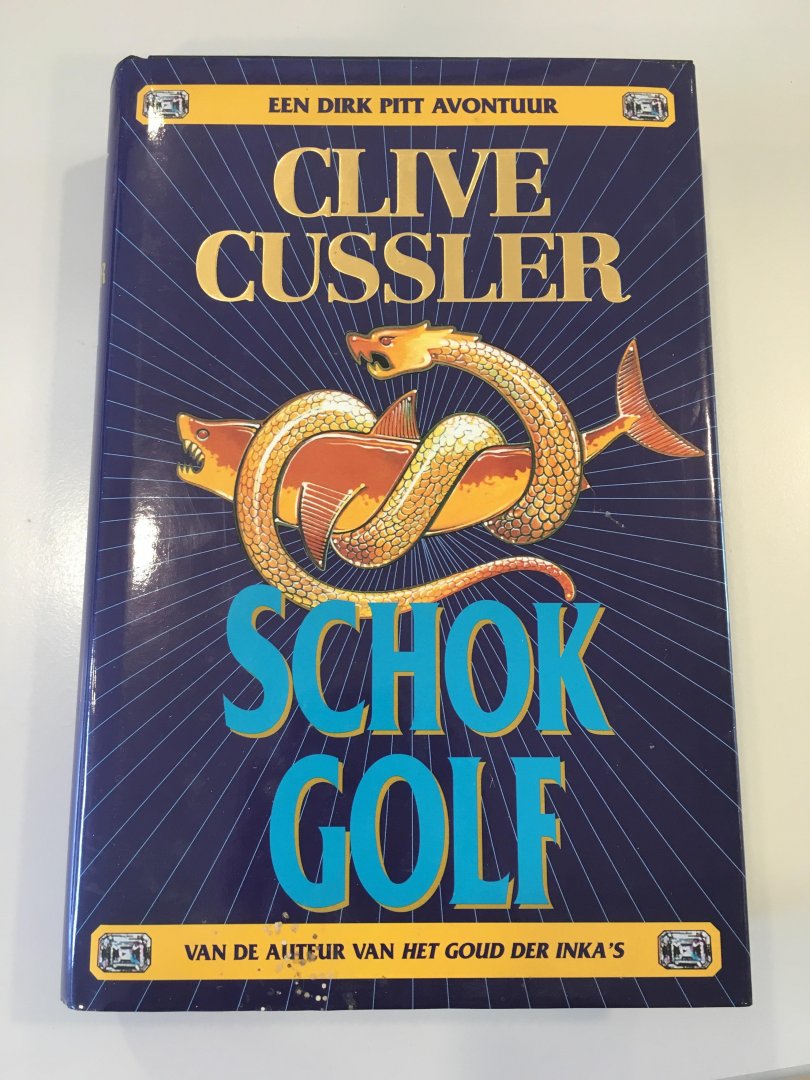 EEN DIRK PITT AVONTUUR
CLIVE
CUSSLER
SCHOK
GOLF
VAN DE AUTEUR VAN HET GOUD DER INKA'S